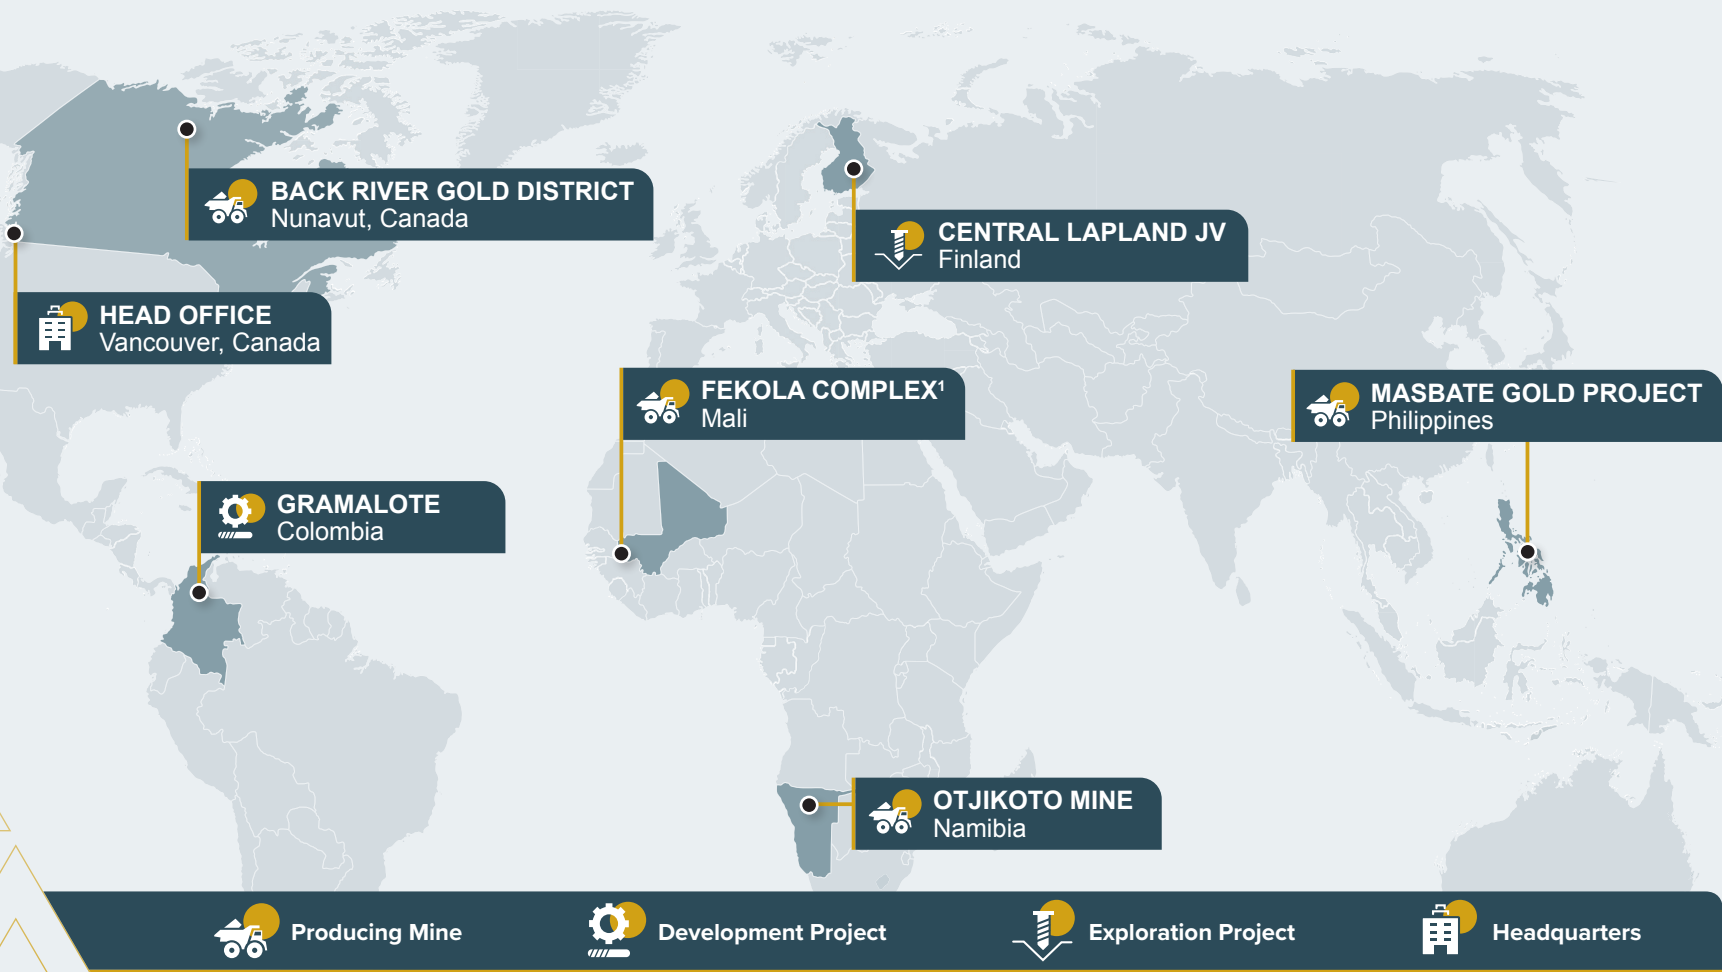 BACK RIVER GOLD DISTRICT
Nunavut, Canada
CENTRAL LAPLAND JV
Finland
HEAD OFFICE
Vancouver, Canada
FEKOLA COMPLEX¹
Mali
MASBATE GOLD PROJECT
Philippines
GRAMALOTE
Colombia
OTJIKOTO MINE
Namibia
Producing Mine
Development Project
Exploration Project
Headquarters